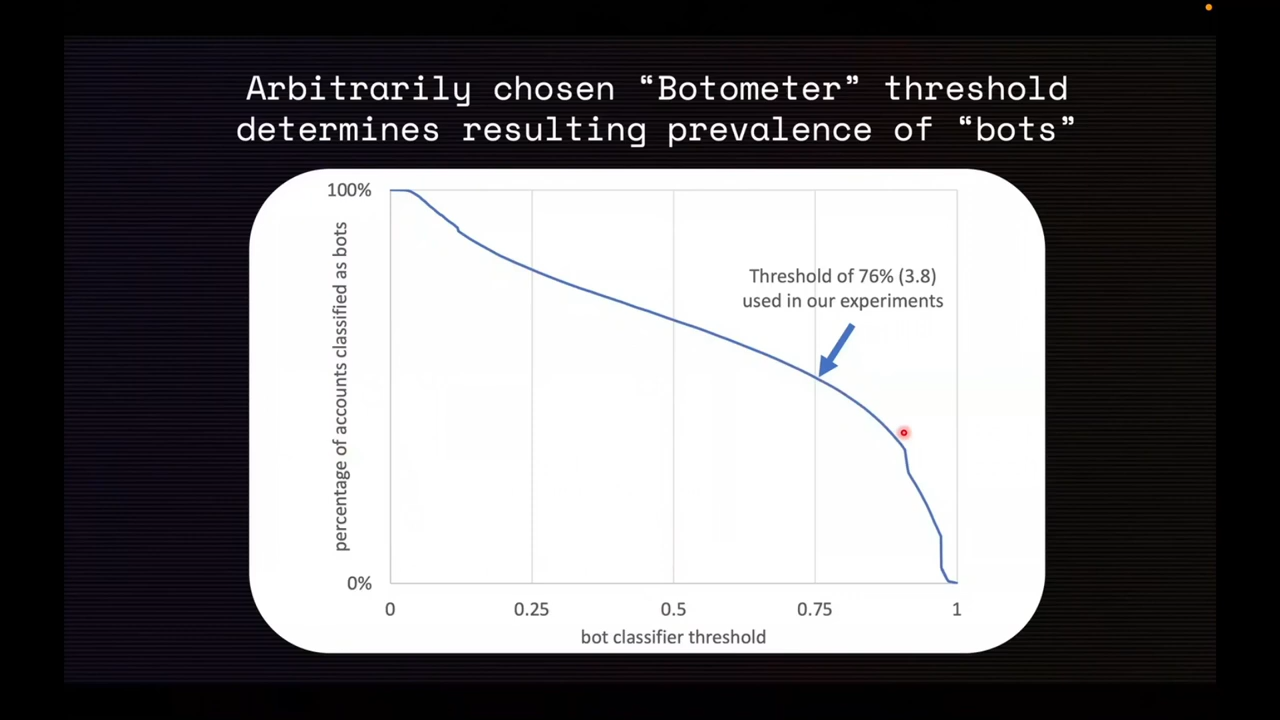 Arbitrarily chosen “Botometer” threshold
determines resulting prevalence of “bots”
100%
percentage of accounts classified as bots
Threshold of 76% (3.8)
used in our experiments
0%
0
0.25
0.5
0.75
1
bot classifier threshold